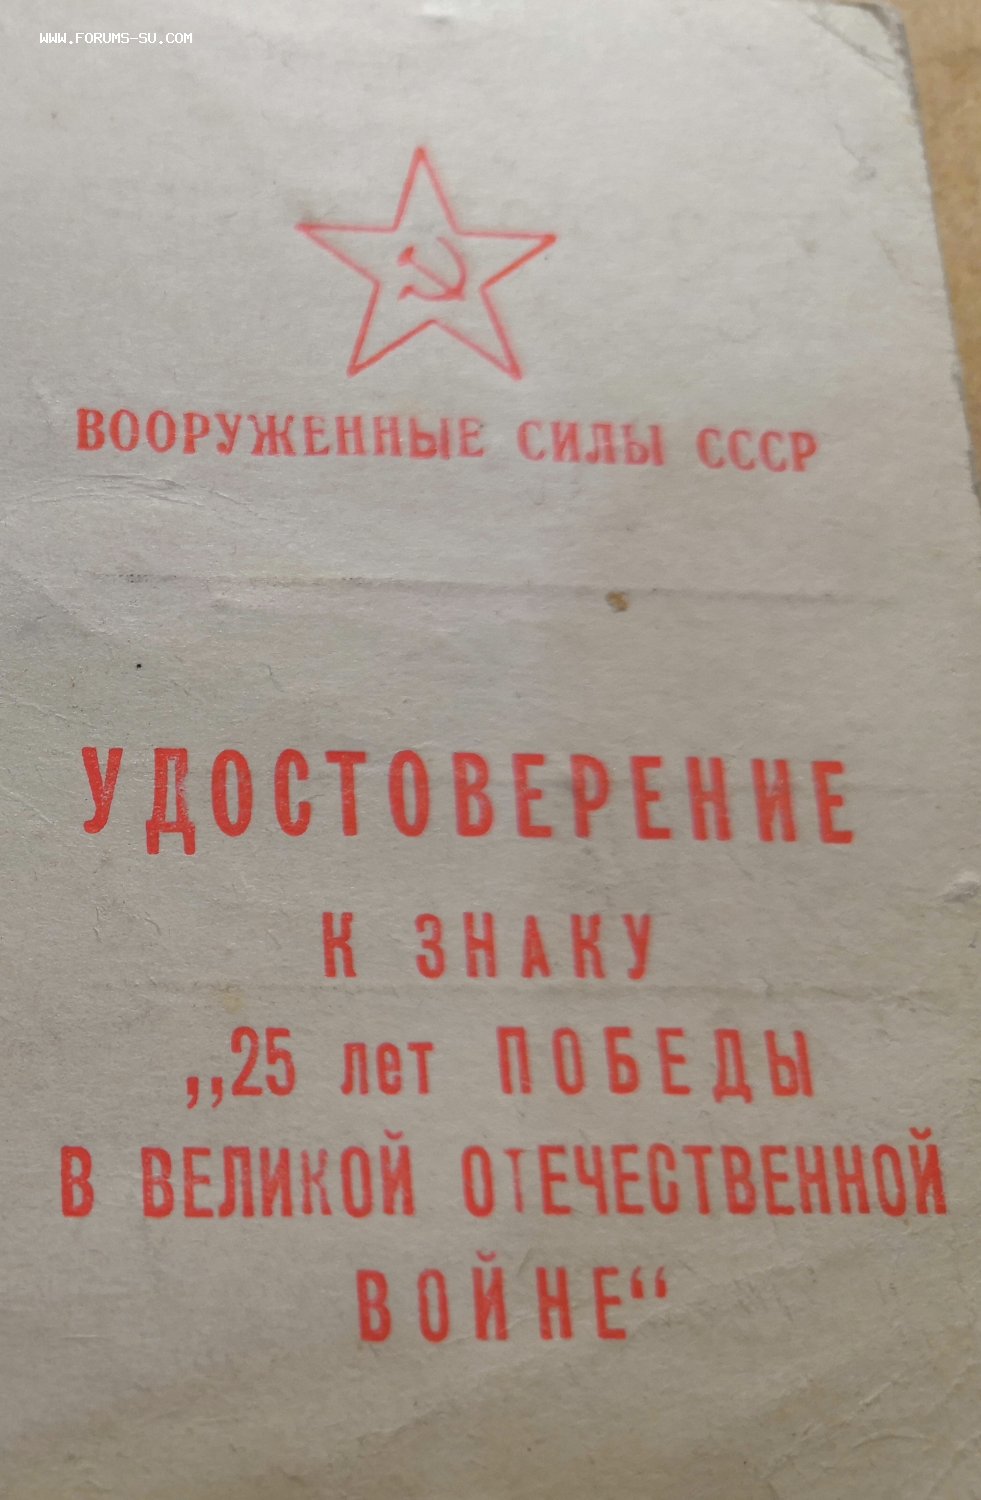 WWW.FORUMS-SU.COM
ВООРУЖЕННЫЕ СИЛЫ СССР
УДОСТОВЕРЕНИЕ
К ЗНАКУ
„25 лет ПОБЕДЫ
В ВЕЛИКОЙ ОТЕЧЕСТВЕННОЙ
ВОЙНЕ“